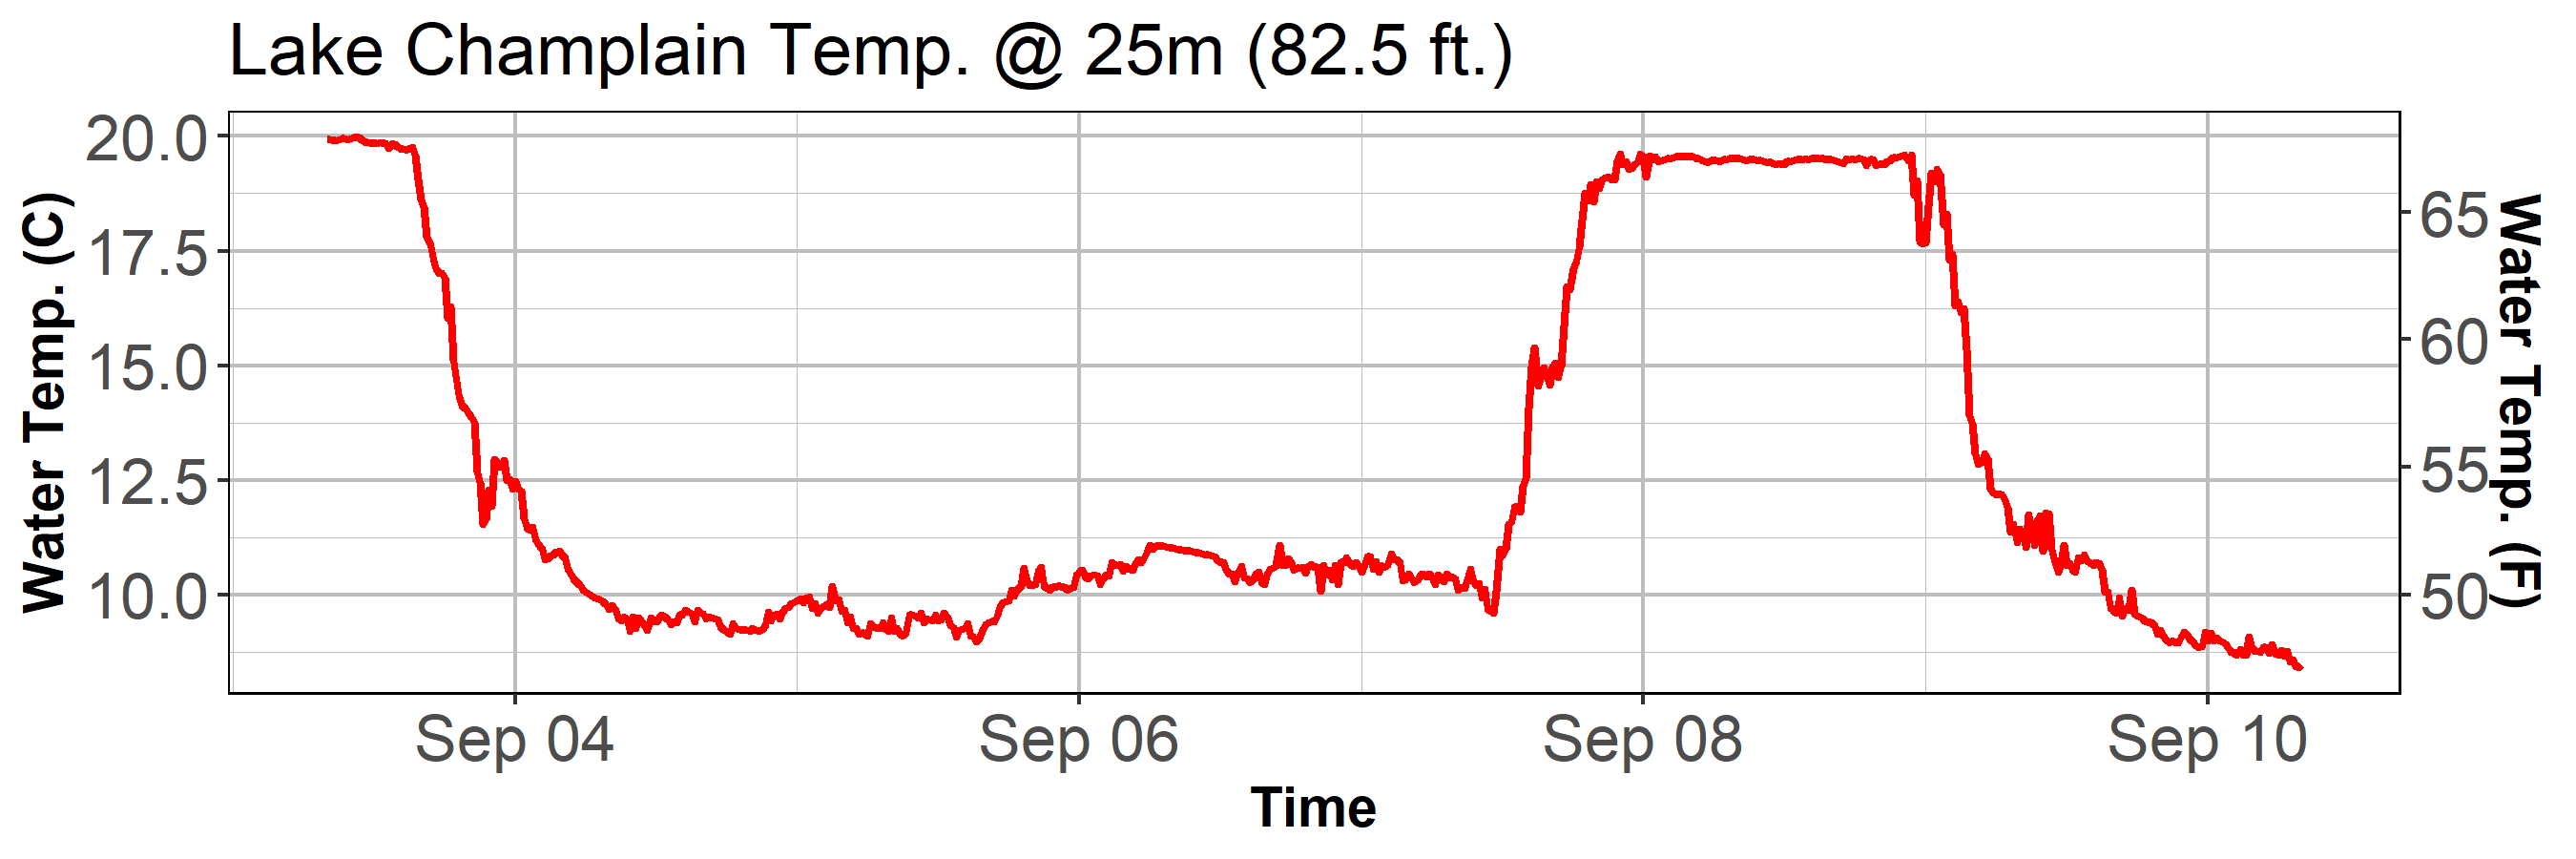 Lake Champlain Temp. @ 25m (82.5 ft.)
20.0
17.5
15.0
12.5
10.0
Water Temp. (C)
65
60
55
50
Water Temp. (F)
Sep 04
Sep 06
Sep 08
Sep 10
Time